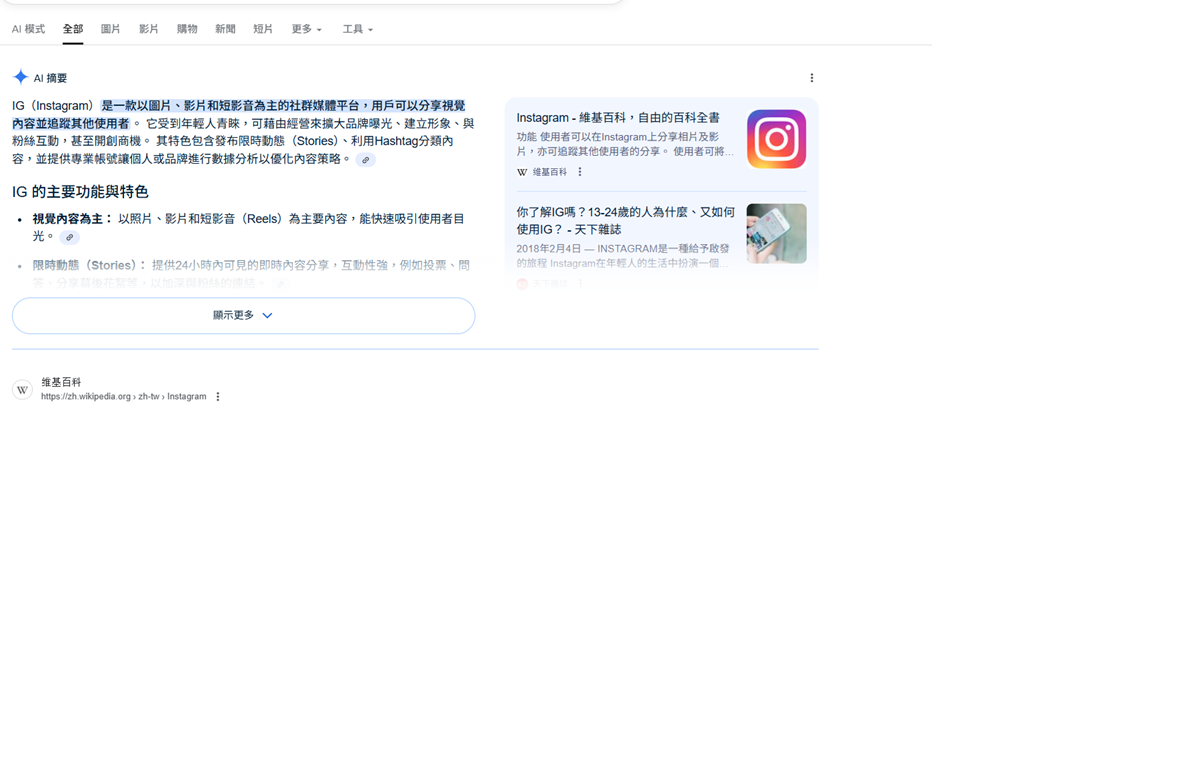 AI 模式 全部 圖片 影片 購物 新聞 短片 更多 工具
AI 摘要
IG（Instagram）是一款以圖片、影片和短影音為主的社群媒體平台，用戶可以分享視覺
內容並追蹤其他使用者。 它受到年輕人青睞，可藉由經營來擴大品牌曝光、建立形象、與
粉絲互動，甚至開創商機。 其特色包含發布限時動態（Stories）、利用Hashtag分類內
容，並提供專業帳號讓個人或品牌進行數據分析以優化內容策略。
IG 的主要功能與特色
視覺內容為主： 以照片、影片和短影音（Reels）為主要內容，能快速吸引使用者目
光。
限時動態（Stories）： 提供24小時內可見的即時內容分享，互動性強，例如投票、問
答、分享幕後花絮等，以加深與粉絲的連結。
顯示更多
Instagram - 維基百科，自由的百科全書
功能 使用者可以在Instagram上分享相片及影
片，亦可追蹤其他使用者的分享。 使用者可將…
W 維基百科
你了解IG嗎？13-24歲的人為什麼、又如何
使用IG？ - 天下雜誌
2018年2月4日 — INSTAGRAM是一種給予啟發
的旅程 Instagram在年輕人的生活中扮演一個…
天下雜誌
W
維基百科
https://zh.wikipedia.org › zh-tw › Instagram